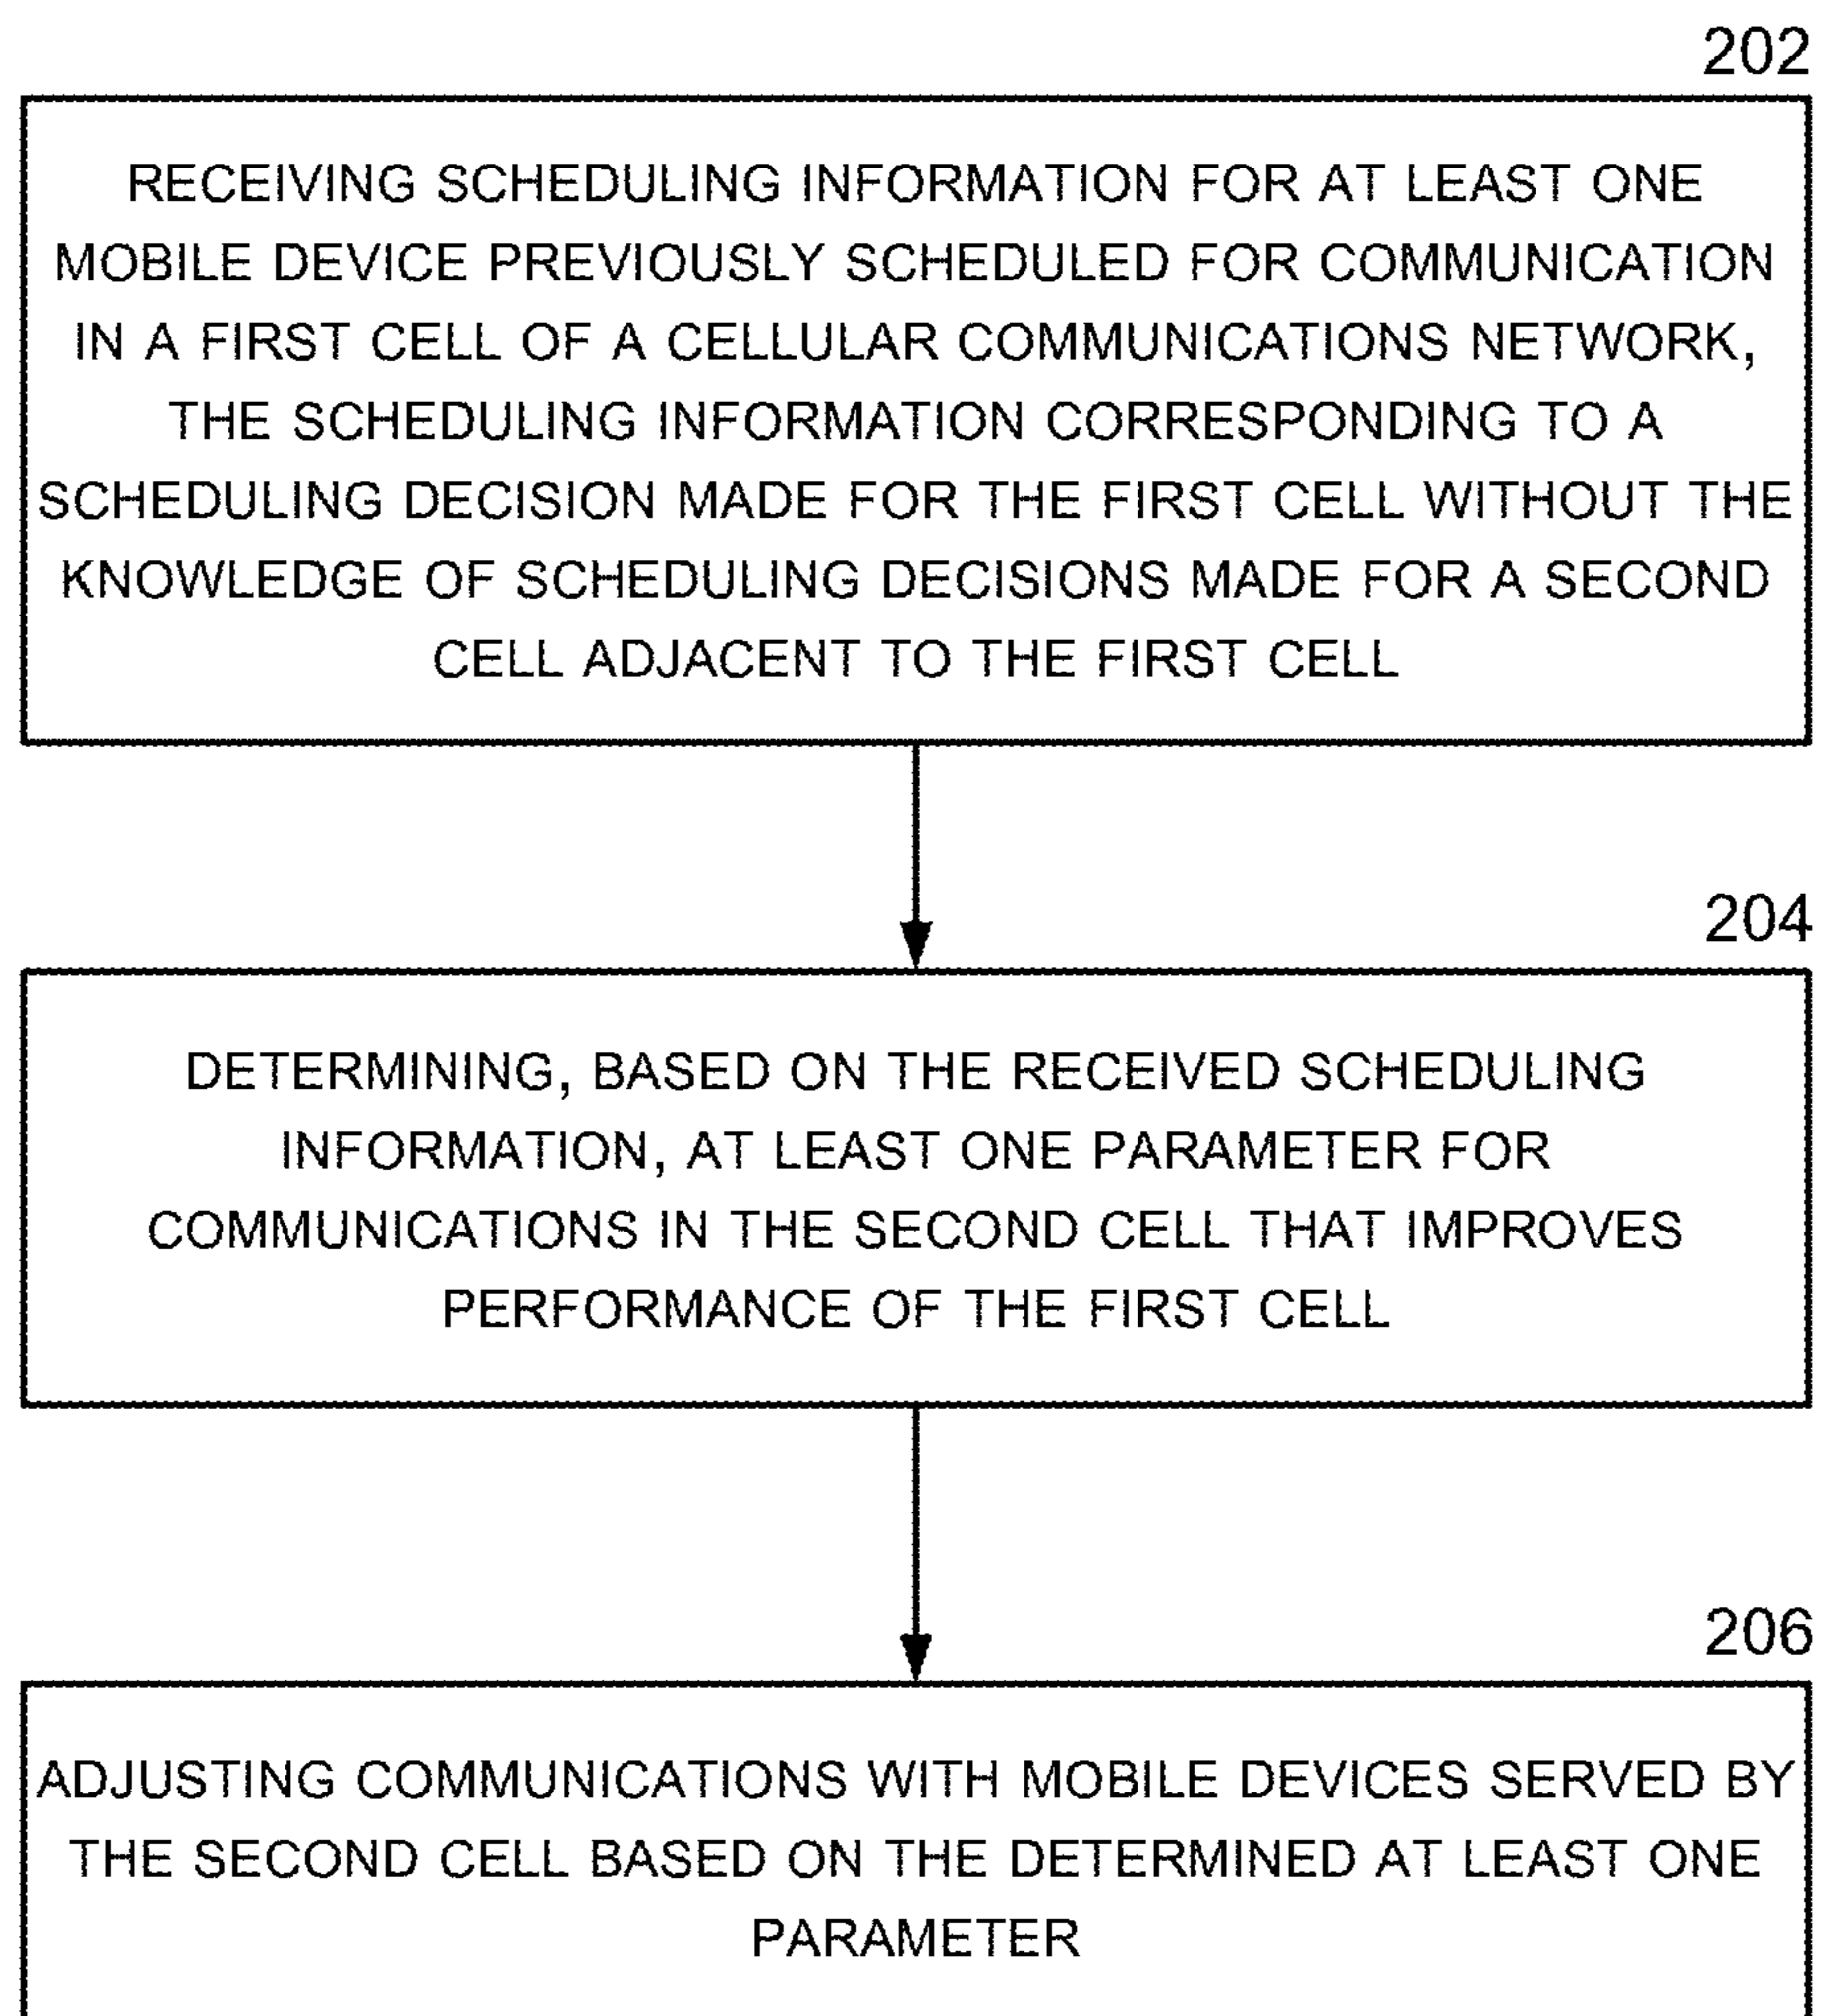 202
RECEIVING SCHEDULING INFORMATION FOR AT LEAST ONE
MOBILE DEVICE PREVIOUSLY SCHEDULED FOR COMMUNICATION
IN A FIRST CELL OF A CELLULAR COMMUNICATIONS NETWORK,
THE SCHEDULING INFORMATION CORRESPONDING TO A
SCHEDULING DECISION MADE FOR THE FIRST CELL WITHOUT THE
KNOWLEDGE OF SCHEDULING DECISIONS MADE FOR A SECOND
CELL ADJACENT TO THE FIRST CELL
204
DETERMINING, BASED ON THE RECEIVED SCHEDULING
INFORMATION, AT LEAST ONE PARAMETER FOR
COMMUNICATIONS IN THE SECOND CELL THAT IMPROVES
PERFORMANCE OF THE FIRST CELL
206
ADJUSTING COMMUNICATIONS WITH MOBILE DEVICES SERVED BY
THE SECOND CELL BASED ON THE DETERMINED AT LEAST ONE
PARAMETER